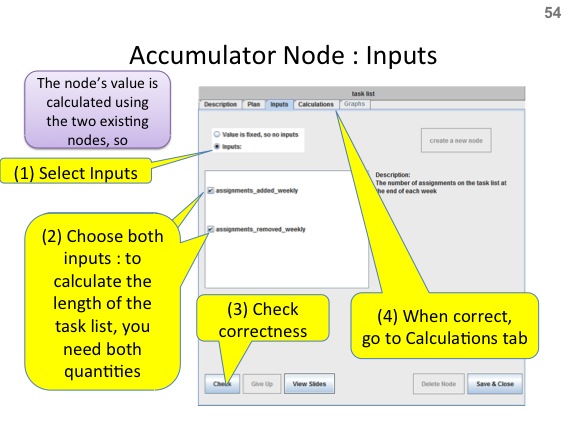 54
Accumulator Node : Inputs
The node's value is
calculated using
the two existing
nodes, so
(1) Select Inputs
(2) Choose both
inputs : to
calculate the
length of the
task list, you
need both
quantities
task list
Description Plan Inputs Calculations Graphs
Value is fixed, so no inputs
Inputs:
create a new node
Description:
The number of assignments on the task list at
the end of each week
assignments_added_weekly
assignments_removed_weekly
(3) Check
correctness
(4) When correct,
go to Calculations tab
Check Give Up View Slides Delete Node Save & Close